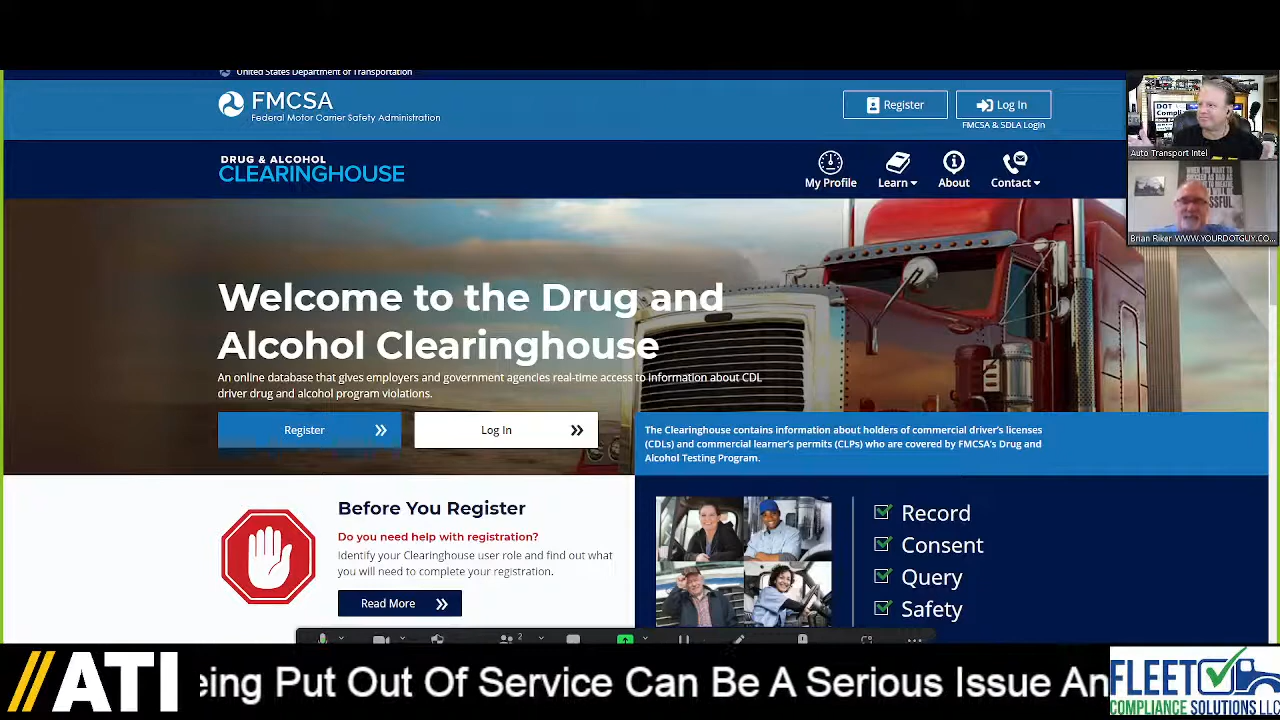 United States Department of Transportation
FMCSA
Federal Motor Carrier Safety Administration
Register
Log In
FMCSA & SDLA Login
DRUG & ALCOHOL
CLEARINGHOUSE
My Profile
Learn
About
Contact
Auto Transport Intel
Brian Riker WWW.YOURDOTGUY.CO...
Welcome to the Drug and
Alcohol Clearinghouse
An online database that gives employers and government agencies real-time access to information about CDL
driver drug and alcohol program violations.
Register
Log In
The Clearinghouse contains information about holders of commercial driver's licenses
(CDLs) and commercial learner's permits (CLPs) who are covered by FMCSA's Drug and
Alcohol Testing Program.
Before You Register
Do you need help with registration?
Identify your Clearinghouse user role and find out what
you will need to complete your registration.
Read More
Record
Consent
Query
Safety
2
//ATI
eing Put Out Of Service Can Be A Serious Issue An
FLEET
COMPLIANCE SOLUTIONS LLC